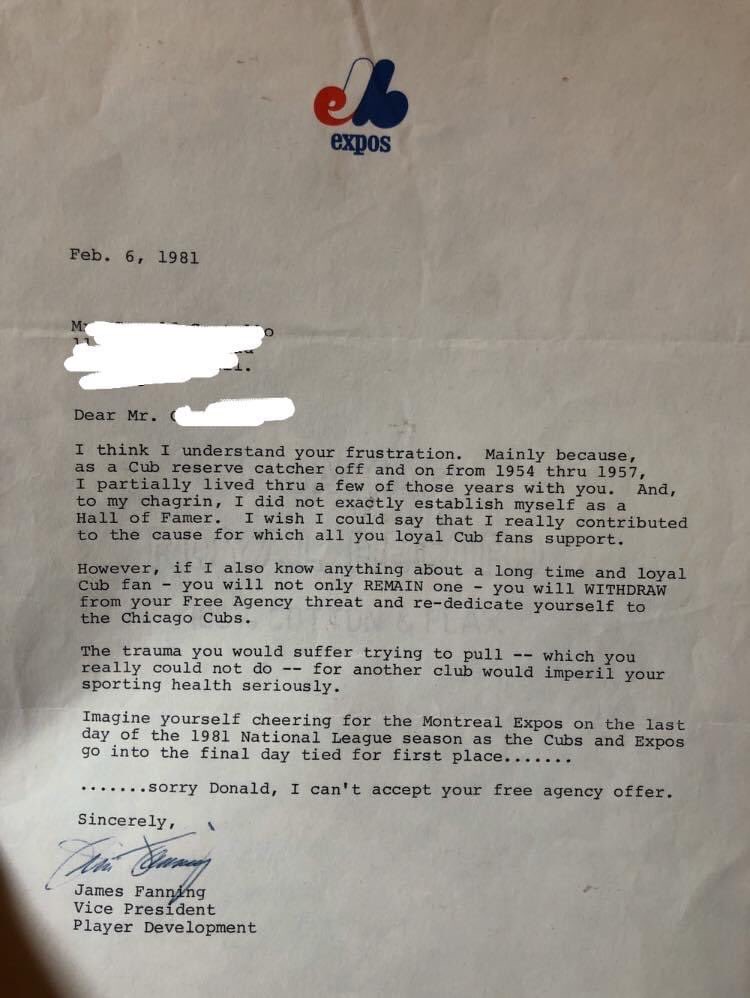 expos
Feb. 6, 1981
Dear Mr.
I think I understand your frustration. Mainly because,
as a Cub reserve catcher off and on from 1954 thru 1957,
I partially lived thru a few of those years with you. And,
to my chagrin, I did not exactly establish myself as a
Hall of Famer. I wish I could say that I really contributed
to the cause for which all you loyal Cub fans support.
However, if I also know anything about a long time and loyal
Cub fan - you will not only REMAIN one - you will WITHDRAW
from your Free Agency threat and re-dedicate yourself to
the Chicago Cubs.
The trauma you would suffer trying to pull -- which you
really could not do -- for another club would imperil your
sporting health seriously.
Imagine yourself cheering for the Montreal Expos on the last
day of the 1981 National League season as the Cubs and Expos
go into the final day tied for first place.......
.......sorry Donald, I can't accept your free agency offer.
Sincerely,
Jim Fanning
James Fanning
Vice President
Player Development